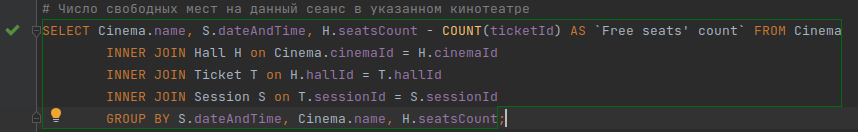 # Число свободных мест на данный сеанс в указанном кинотеатре
SELECT Cinema.name, S.dateAndTime, H.seatsCount - COUNT(ticketId) AS `Free seats' count` FROM Cinema
INNER JOIN Hall H on Cinema.cinemaId = H.cinemaId
INNER JOIN Ticket T on H.hallId = T.hallId
INNER JOIN Session S on T.sessionId = S.sessionId
GROUP BY S.dateAndTime, Cinema.name, H.seatsCount;